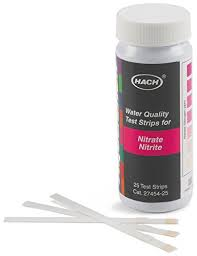 HACH
Water Quality
Test Strips for
Nitrate
Nitrite
25 Test Strips
Cat. 27454-25